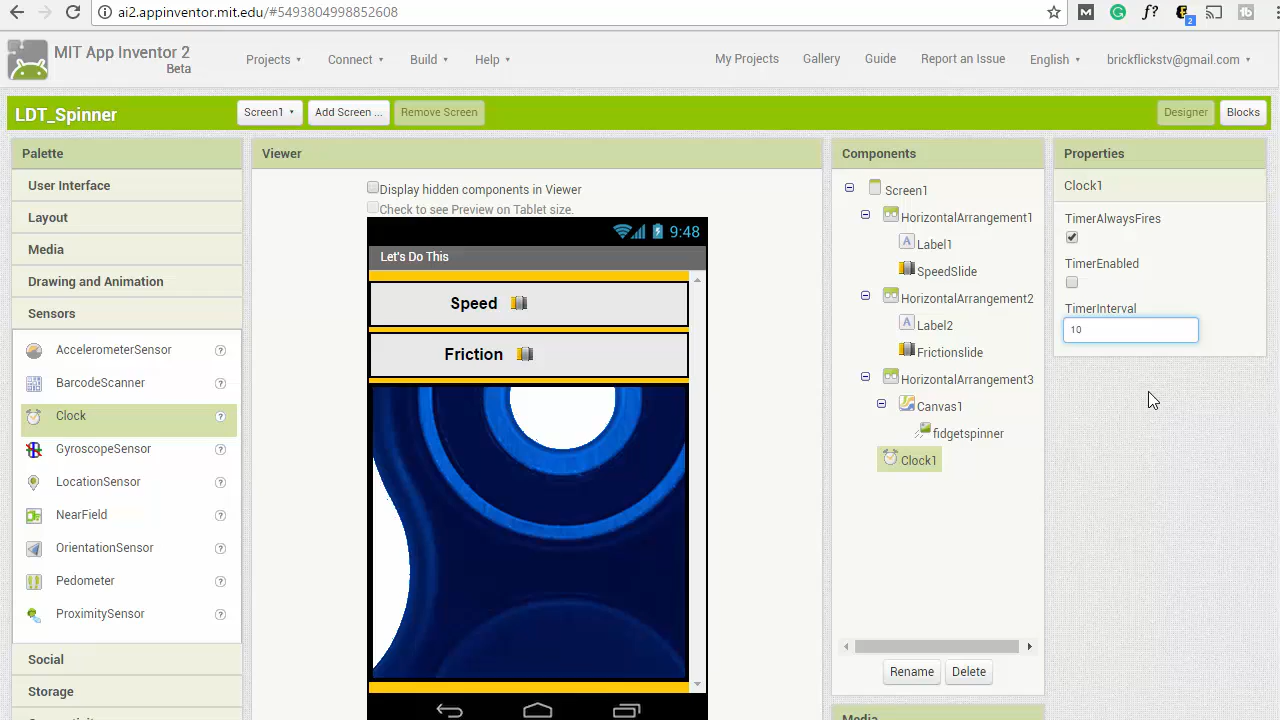 ai2.appinventor.mit.edu/#5493804998852608
2
MIT App Inventor 2
Beta
Projects
Connect
Build
Help
My Projects
Gallery
Guide
Report an Issue
English
brickflickstv@gmail.com
LDT_Spinner
Screen1
Add Screen ...
Remove Screen
Designer
Blocks
Palette
User Interface
Layout
Media
Drawing and Animation
Sensors
AccelerometerSensor
BarcodeScanner
Clock
GyroscopeSensor
LocationSensor
NearField
OrientationSensor
Pedometer
ProximitySensor
Social
Storage
Viewer
Display hidden components in Viewer
Check to see Preview on Tablet size.
9:48
Let's Do This
Speed
Friction
Components
Screen1
HorizontalArrangement1
Label1
SpeedSlide
HorizontalArrangement2
Label2
Frictionslide
HorizontalArrangement3
Canvas1
fidgetspinner
Clock1
Rename
Delete
Media
Properties
Clock1
TimerAlwaysFires
TimerEnabled
TimerInterval
10